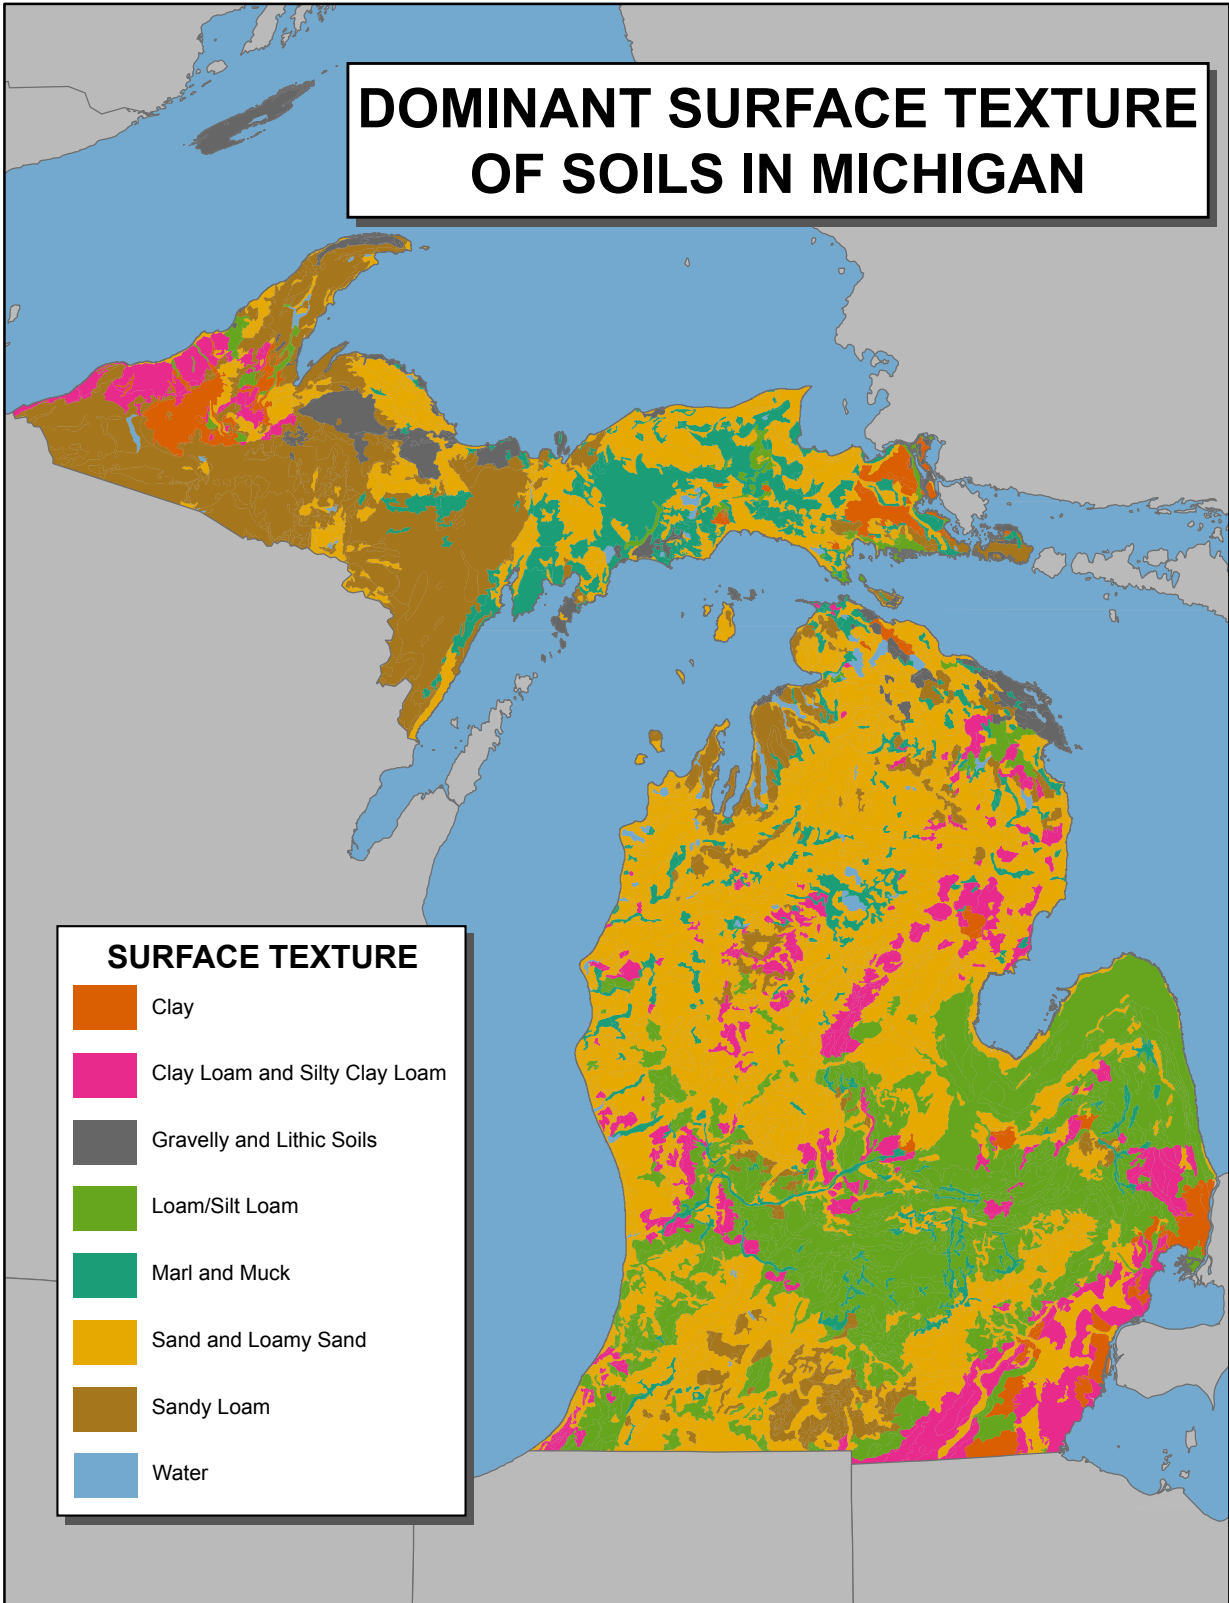 DOMINANT SURFACE TEXTURE
OF SOILS IN MICHIGAN
SURFACE TEXTURE
Clay
Clay Loam and Silty Clay Loam
Gravelly and Lithic Soils
Loam/Silt Loam
Marl and Muck
Sand and Loamy Sand
Sandy Loam
Water